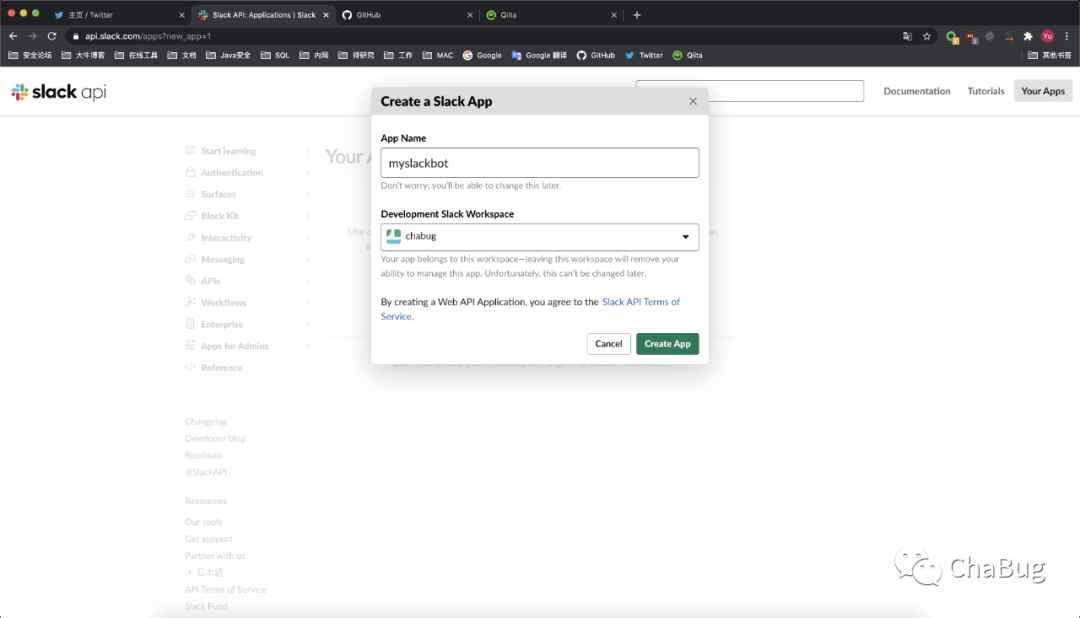 主页 / Twitter
Slack API: Applications | Slack
GitHub
Qiita
api.slack.com/apps?new_app=1
Yu
安全论坛 大牛博客 在线工具 文档 Java安全 SQL 内网 待研究 工作 MAC Google Google 翻译 GitHub Twitter Qiita 其他书签
slack api
Documentation Tutorials Your Apps
Create a Slack App
App Name
myslackbot
Don't worry; you'll be able to change this later.
Development Slack Workspace
chabug
Your app belongs to this workspace—leaving this workspace will remove your
ability to manage this app. Unfortunately, this can't be changed later.
By creating a Web API Application, you agree to the Slack API Terms of
Service.
Cancel Create App
Your A
Start learning
Authentication
Surfaces
Block Kit
Interactivity
Messaging
APIs
Workflows
Enterprise
Apps for Admins
Reference
Changelog
Developer blog
Roadmap
@SlackAPI
Resources
Our tools
Get support
Partner with us
日本語
API Terms of Service
Slack Fund
ChaBug